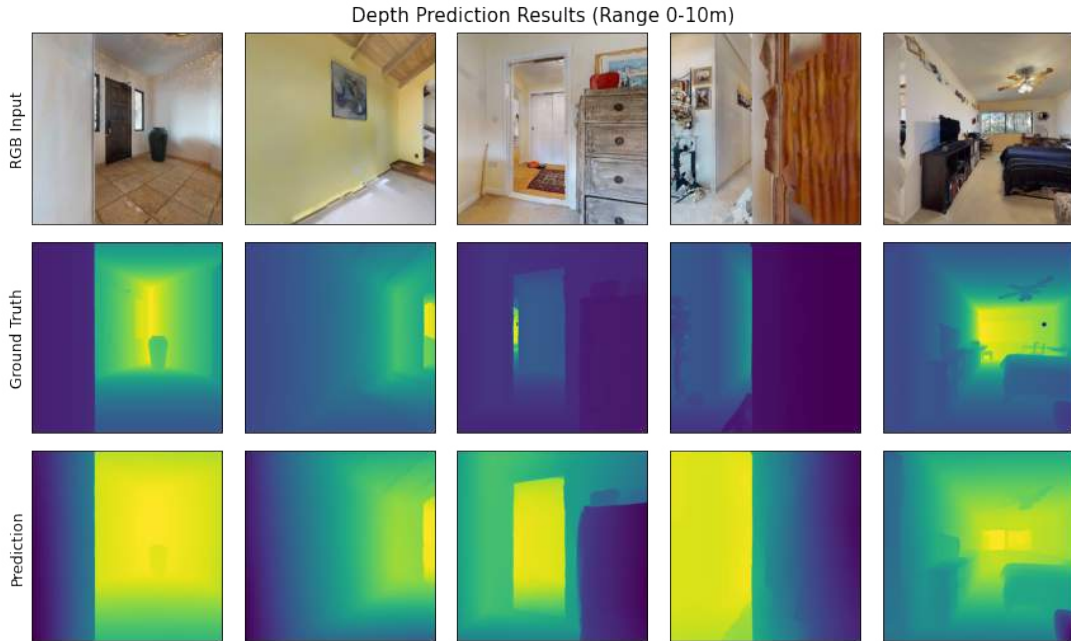 Depth Prediction Results (Range 0-10m)
RGB Input
Ground Truth
Prediction